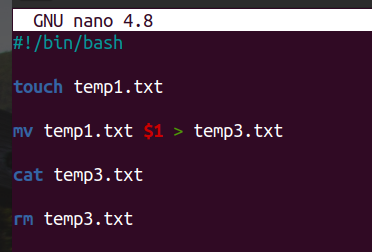 GNU nano 4.8
#!/bin/bash
touch temp1.txt
mv temp1.txt $1 > temp3.txt
cat temp3.txt
rm temp3.txt